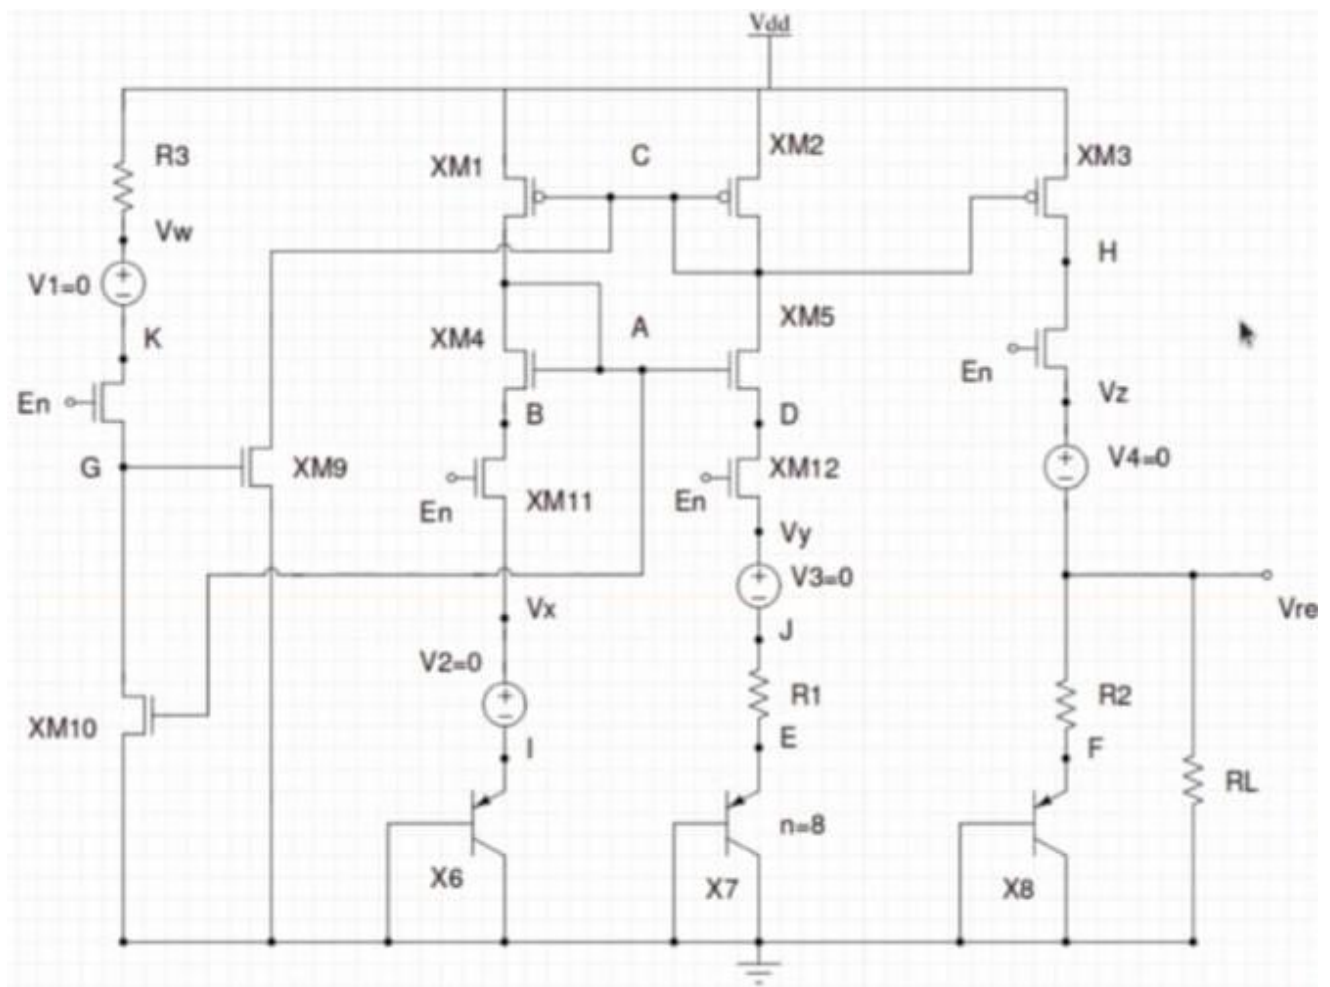 Vdd
R3
XM1
C
XM2
XM3
Vw
V1=0
H
K
XM4
A
XM5
En
En
Vz
B
D
G
XM9
XM12
V4=0
En
XM11
En
Vy
V3=0
Vx
Vre
J
V2=0
R1
R2
XM10
I
E
F
RL
n=8
X6
X7
X8